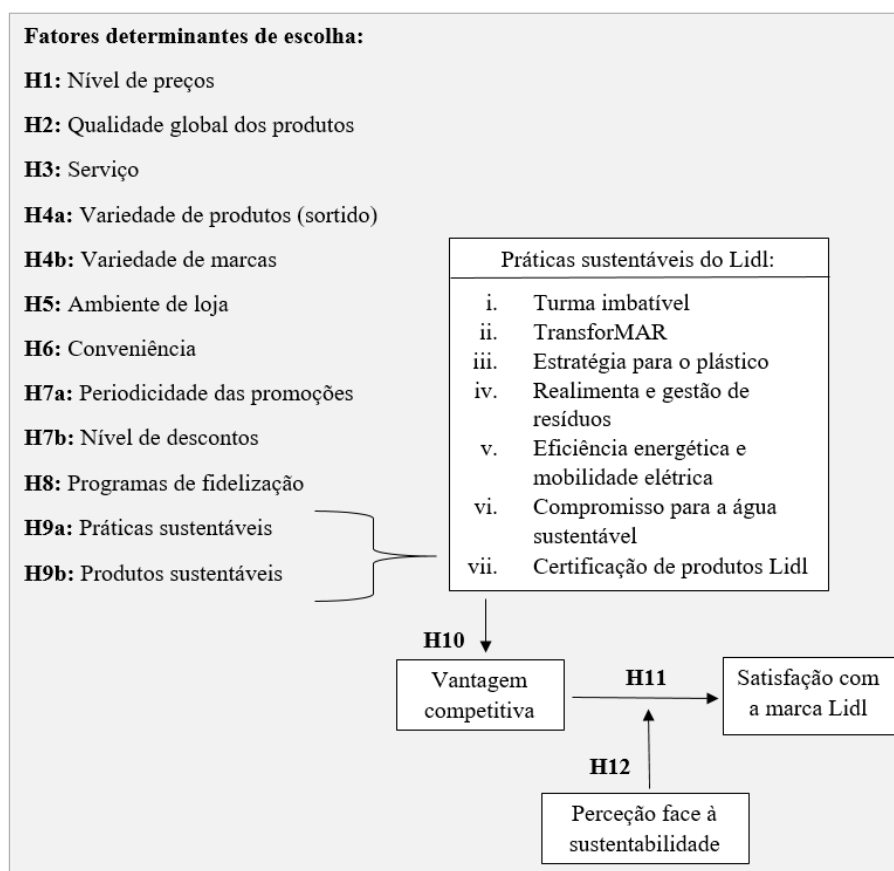 Fatores determinantes de escolha:
H1: Nível de preços
H2: Qualidade global dos produtos
H3: Serviço
H4a: Variedade de produtos (sortido)
H4b: Variedade de marcas
H5: Ambiente de loja
H6: Conveniência
H7a: Periodicidade das promoções
H7b: Nível de descontos
H8: Programas de fidelização
H9a: Práticas sustentáveis
H9b: Produtos sustentáveis
Práticas sustentáveis do Lidl:
i. Turma imbatível
ii. TransforMAR
iii. Estratégia para o plástico
iv. Realimenta e gestão de
resíduos
v. Eficiência energética e
mobilidade elétrica
vi. Compromisso para a água
sustentável
vii. Certificação de produtos Lidl
H10
Vantagem
competitiva
H11
Satisfação com
a marca Lidl
H12
Perceção face à
sustentabilidade